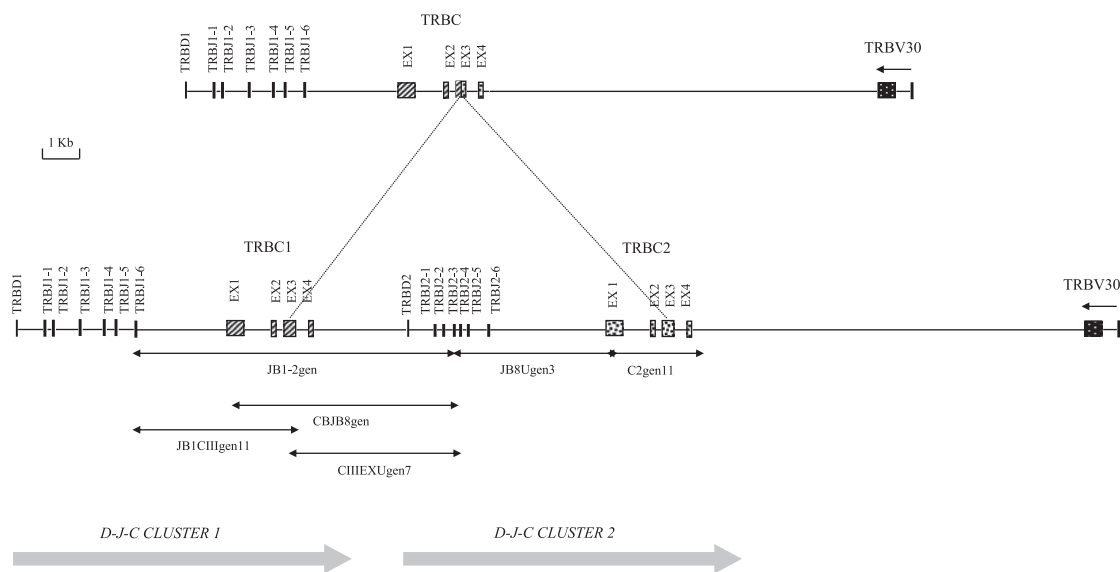 TRBC
TRBD1
TRBJ1-1
TRBJ1-2
TRBJ1-3
TRBJ1-4
TRBJ1-5
TRBJ1-6
EX1
EX2
EX3
EX4
TRBV30
1 Kb
TRBC1
TRBC2
TRBD1
TRBJ1-1
TRBJ1-2
TRBJ1-3
TRBJ1-4
TRBJ1-5
TRBJ1-6
EX1
EX2
EX3
EX4
TRBD2
TRBJ2-1
TRBJ2-2
TRBJ2-3
TRBJ2-4
TRBJ2-5
TRBJ2-6
EX 1
EX2
EX3
EX4
TRBV30
JB1-2gen
JB8Ugen3
C2gen11
CBJB8gen
JB1CIIIgen11
CIIIEXUgen7
D-J-C CLUSTER 1
D-J-C CLUSTER 2